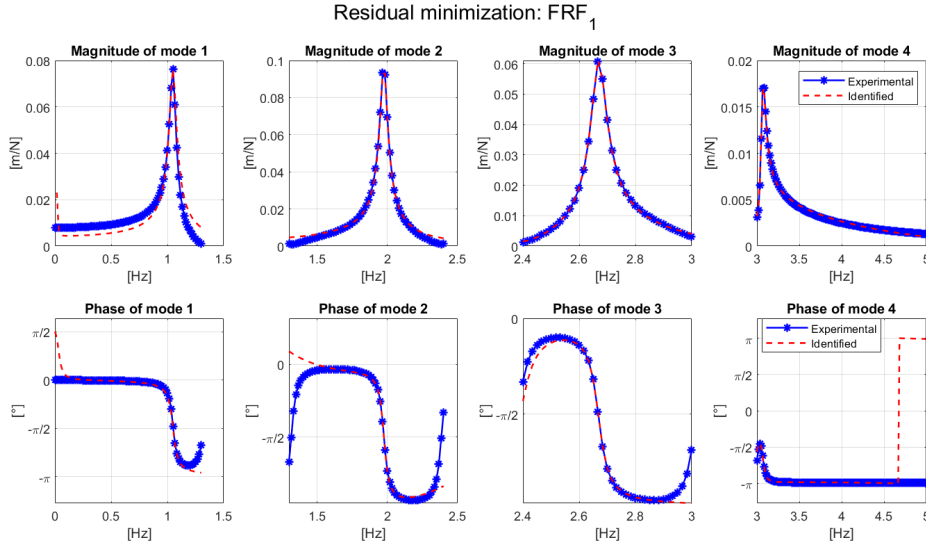 Residual minimization: FRF1
Magnitude of mode 1
Magnitude of mode 2
Magnitude of mode 3
Magnitude of mode 4
0.08
0.06
0.04
0.02
0
[m/N]
0
0.5
1
1.5
[Hz]
0.1
0.08
0.06
0.04
0.02
0
[m/N]
1.5
2
2.5
[Hz]
0.06
0.05
0.04
0.03
0.02
0.01
0
[m/N]
2.4
2.6
2.8
3
[Hz]
0.02
0.015
0.01
0.005
0
[m/N]
3
3.5
4
4.5
5
[Hz]
Experimental
Identified
Phase of mode 1
Phase of mode 2
Phase of mode 3
Phase of mode 4
π/2
0
-π/2
-π
[°]
0
0.5
1
1.5
[Hz]
0
-π/2
[°]
1.5
2
2.5
[Hz]
0
-π/2
[°]
2.4
2.6
2.8
3
[Hz]
π
π/2
0
-π/2
-π
[°]
3
3.5
4
4.5
5
[Hz]
Experimental
Identified